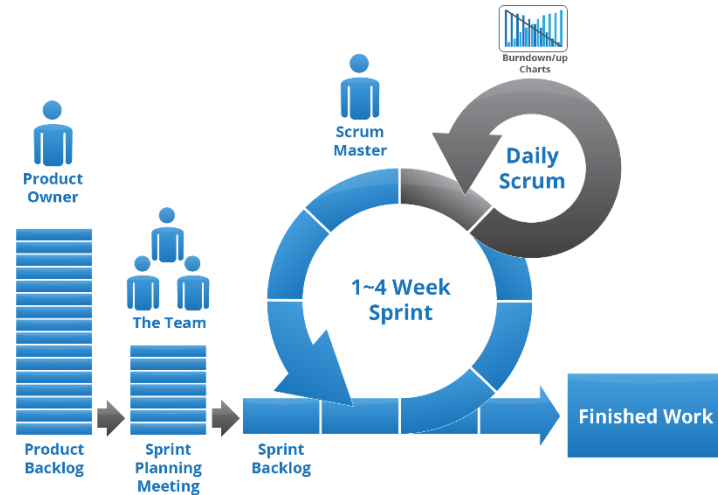 Burndown/up
Charts
Product
Owner
Scrum
Master
Daily
Scrum
The Team
1~4 Week
Sprint
Finished Work
Product
Backlog
Sprint
Planning
Meeting
Sprint
Backlog